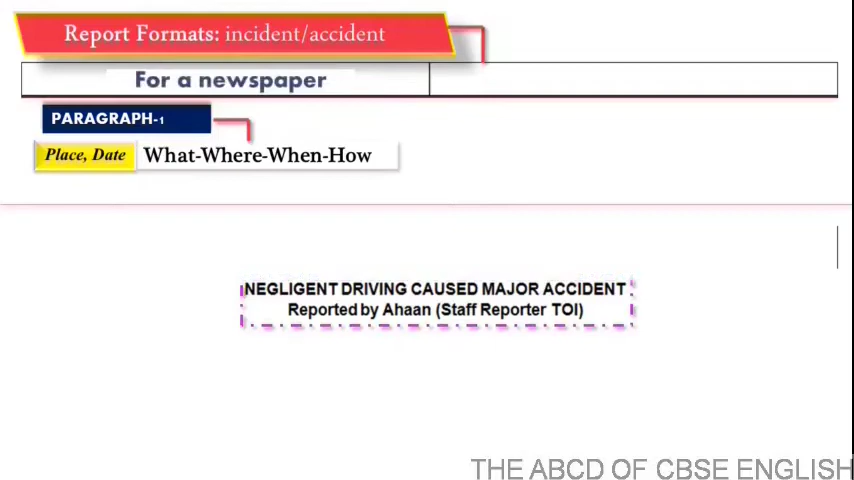 Report Formats: incident/accident
For a newspaper
PARAGRAPH-1
Place, Date What-Where-When-How
NEGLIGENT DRIVING CAUSED MAJOR ACCIDENT
Reported by Ahaan (Staff Reporter TOI)
THE ABCD OF CBSE ENGLISH